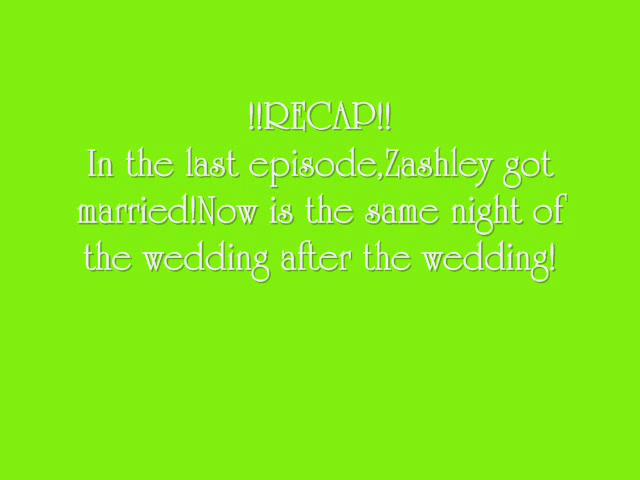 !!RECAP!!
In the last episode,Zashley got
married!Now is the same night of
the wedding after the wedding!